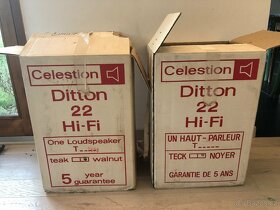 Celestion
Ditton
22
Hi-Fi
One Loudspeaker
teak walnut
5 year
guarantee
Celestion
Ditton
22
Hi-Fi
UN HAUT-PARLEUR
TECK NOYER
GARANTIE DE 5 ANS